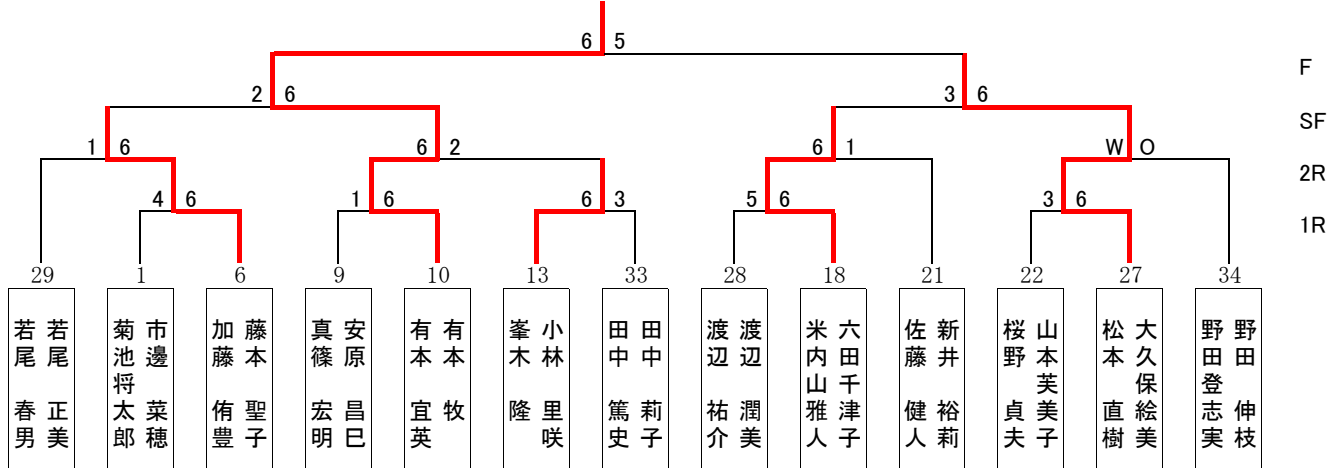 6 5
F
2 6 3 6
SF
1 6 6 2 6 1 W O
2R
4 6 1 6 6 3 5 6 3 6
1R
29 1 6 9 10 13 33 28 18 21 22 27 34
若尾 春男
若尾 正美
菊池将太郎
市邊 菜穂
加藤 侑豊
藤本 聖子
真篠 宏明
安原 昌巳
有本 宜英
有本 牧
峯木 隆
小林 里咲
田中 篤史
田中 莉子
渡辺 祐介
渡辺 潤美
米内山雅人
六田千津子
佐藤 健人
新井 裕莉
桜野 貞夫
山本芙美子
松本 直樹
大久保絵美
野田登志実
野田 伸枝